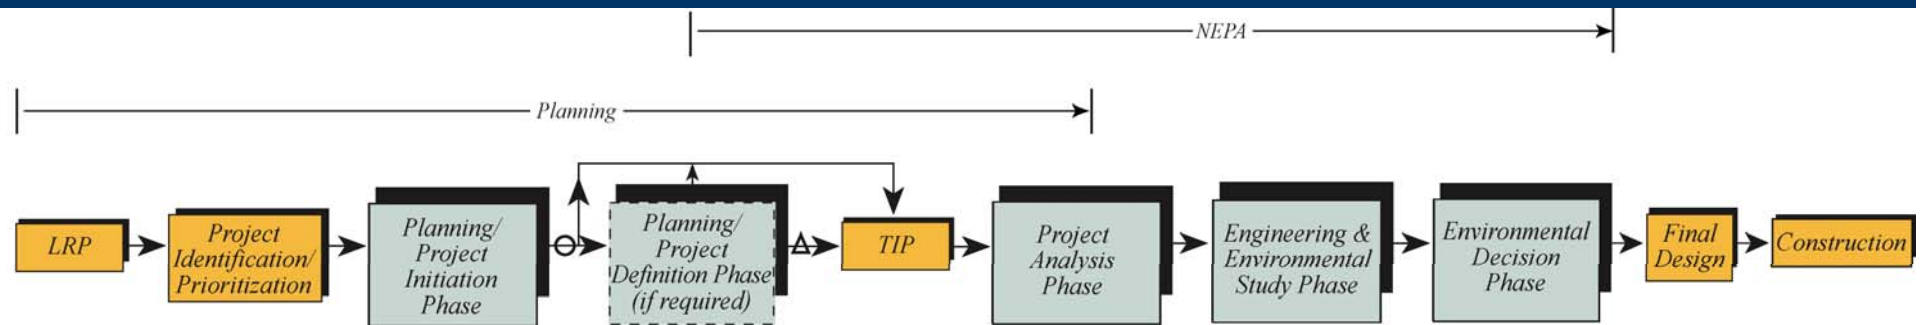 NEPA
Planning
LRP
Project
Identification/
Prioritization
Planning/
Project
Initiation
Phase
Planning/
Project
Definition Phase
(if required)
TIP
Project
Analysis
Phase
Engineering &
Environmental
Study Phase
Environmental
Decision
Phase
Final
Design
Construction